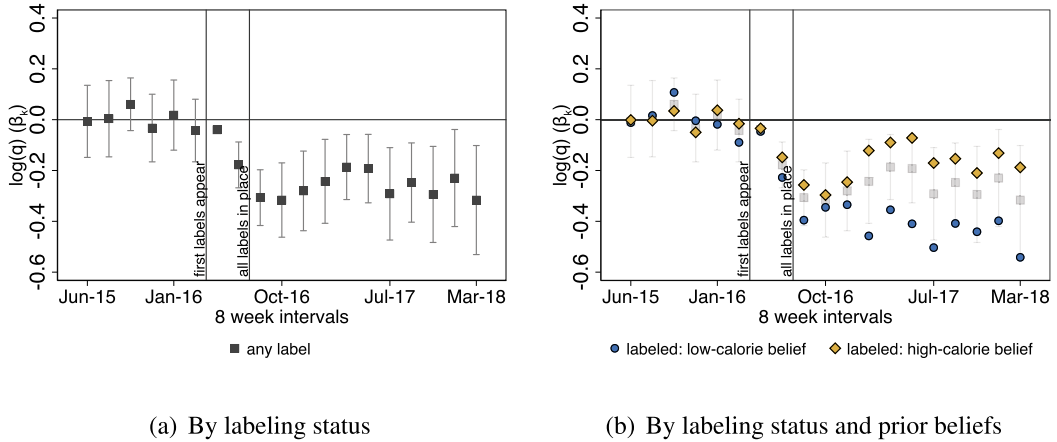 0.4
0.2
0.0
-0.2
-0.4
-0.6
log(q) (βk)
first labels appear
all labels in place
Jun-15 Jan-16 Oct-16 Jul-17 Mar-18
8 week intervals
any label
(a) By labeling status
0.4
0.2
0.0
-0.2
-0.4
-0.6
log(q) (βk)
first labels appear
all labels in place
Jun-15 Jan-16 Oct-16 Jul-17 Mar-18
8 week intervals
labeled: low-calorie belief labeled: high-calorie belief
(b) By labeling status and prior beliefs